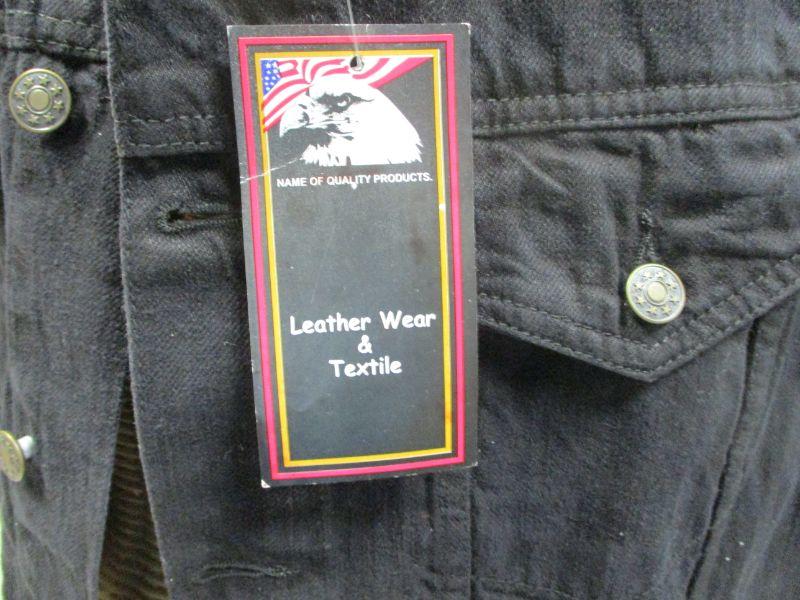 NAME OF QUALITY PRODUCTS.
Leather Wear
&
Textile